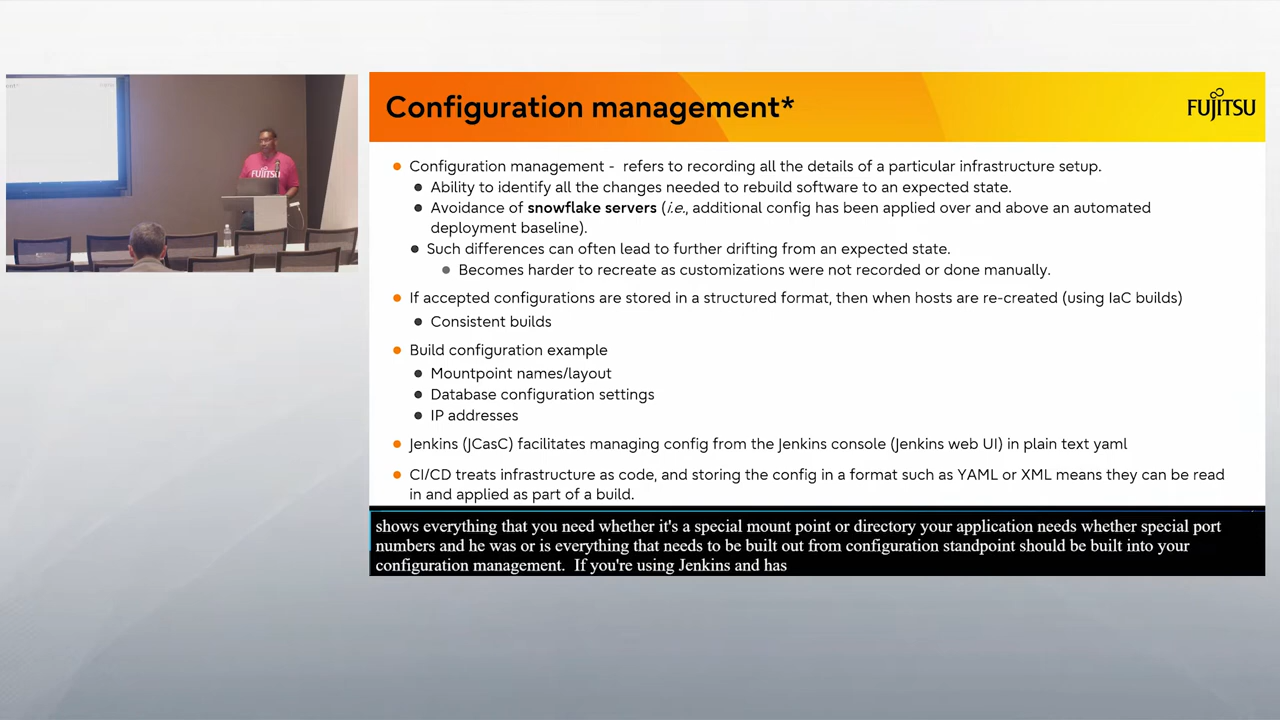 Configuration management*
FUJITSU
Configuration management - refers to recording all the details of a particular infrastructure setup.
Ability to identify all the changes needed to rebuild software to an expected state.
Avoidance of snowflake servers (i.e., additional config has been applied over and above an automated
deployment baseline).
Such differences can often lead to further drifting from an expected state.
Becomes harder to recreate as customizations were not recorded or done manually.
If accepted configurations are stored in a structured format, then when hosts are re-created (using IaC builds)
Consistent builds
Build configuration example
Mountpoint names/layout
Database configuration settings
IP addresses
Jenkins (JCasC) facilitates managing config from the Jenkins console (Jenkins web UI) in plain text yaml
CI/CD treats infrastructure as code, and storing the config in a format such as YAML or XML means they can be read
in and applied as part of a build.
shows everything that you need whether it's a special mount point or directory your application needs whether special port
numbers and he was or is everything that needs to be built out from configuration standpoint should be built into your
configuration management.  If you're using Jenkins and has
FUJITSU